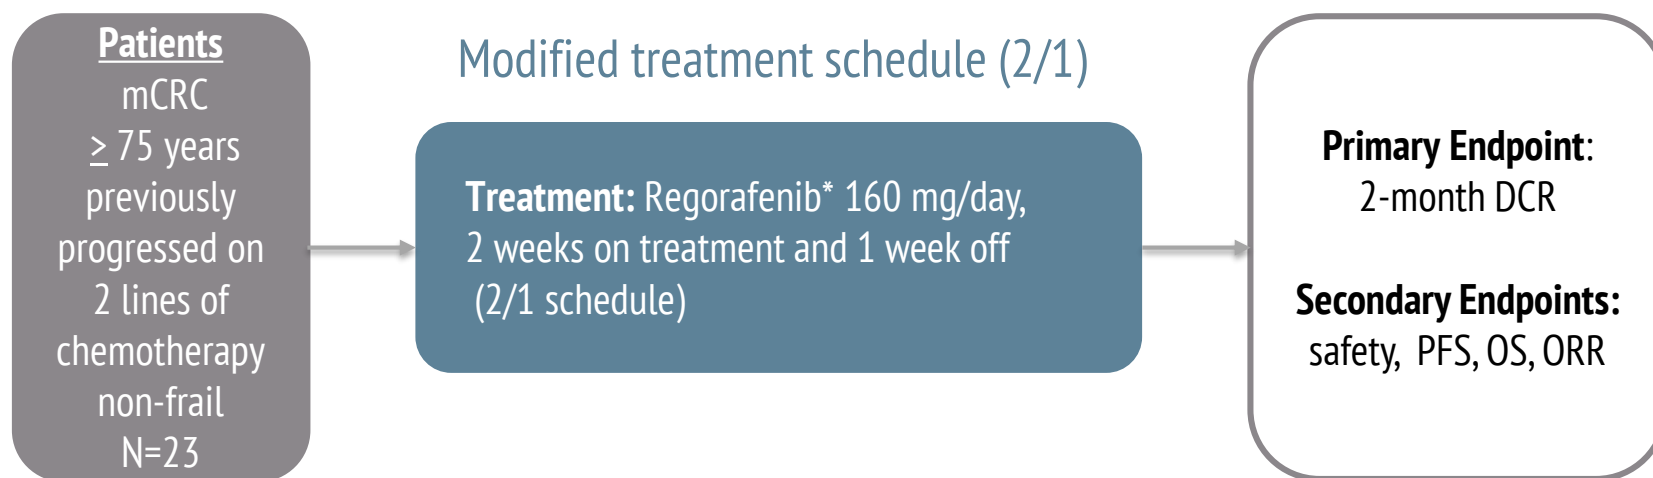 Patients
mCRC
≥ 75 years
previously
progressed on
2 lines of
chemotherapy
non-frail
N=23
Modified treatment schedule (2/1)
Treatment: Regorafenib* 160 mg/day,
2 weeks on treatment and 1 week off
(2/1 schedule)
Primary Endpoint:
2-month DCR
Secondary Endpoints:
safety, PFS, OS, ORR